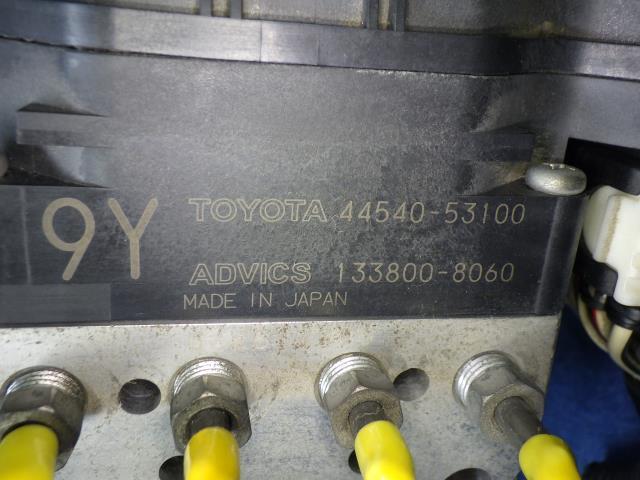 9Y
TOYOTA 44540-53100
ADVICS 133800-8060
MADE IN JAPAN